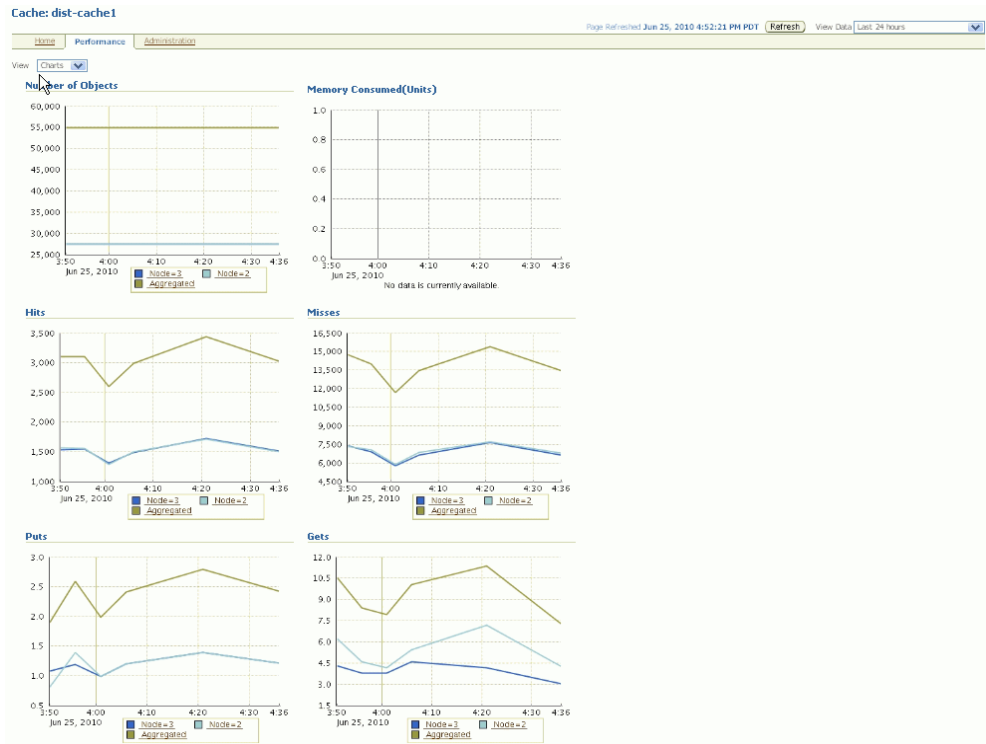 Cache: dist-cache1
Page Refreshed Jun 25, 2010 4:52:21 PM PDT Refresh View Data Last 24 hours
Home Performance Administration
View Charts
Number of Objects
60,000
55,000
50,000
45,000
40,000
35,000
30,000
25,000
3:50 4:00 4:10 4:20 4:30 4:36
Jun 25, 2010
Node=3 Node=2
Aggregated
Memory Consumed(Units)
1.0
0.8
0.6
0.4
0.2
0.0
3:50 4:00 4:10 4:20 4:30 4:36
Jun 25, 2010
No data is currently available.
Hits
3,500
3,000
2,500
2,000
1,500
1,000
3:50 4:00 4:10 4:20 4:30 4:36
Jun 25, 2010
Node=3 Node=2
Aggregated
Misses
16,500
15,000
13,500
12,000
10,500
9,000
7,500
6,000
4,500
3:50 4:00 4:10 4:20 4:30 4:36
Jun 25, 2010
Node=3 Node=2
Aggregated
Puts
3.0
2.5
2.0
1.5
1.0
0.5
3:50 4:00 4:10 4:20 4:30 4:36
Jun 25, 2010
Node=3 Node=2
Aggregated
Gets
12.0
10.5
9.0
7.5
6.0
4.5
3.0
1.5
3:50 4:00 4:10 4:20 4:30 4:36
Jun 25, 2010
Node=3 Node=2
Aggregated